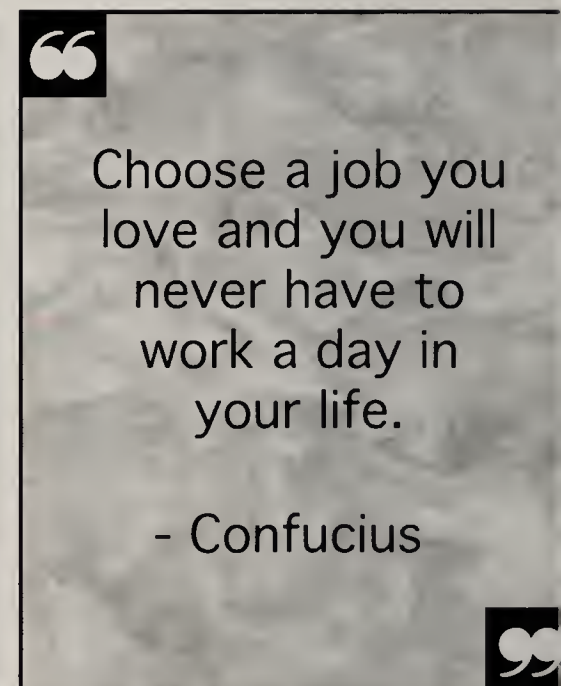 “
Choose a job you
love and you will
never have to
work a day in
your life.
- Confucius
”